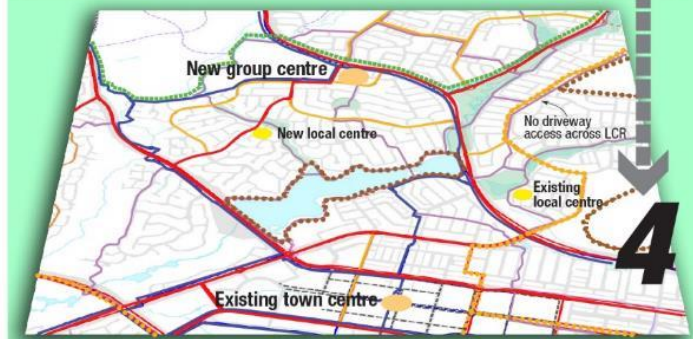 New group centre
New local centre
No driveway
access across LCR
Existing
local centre
4
Existing town centre